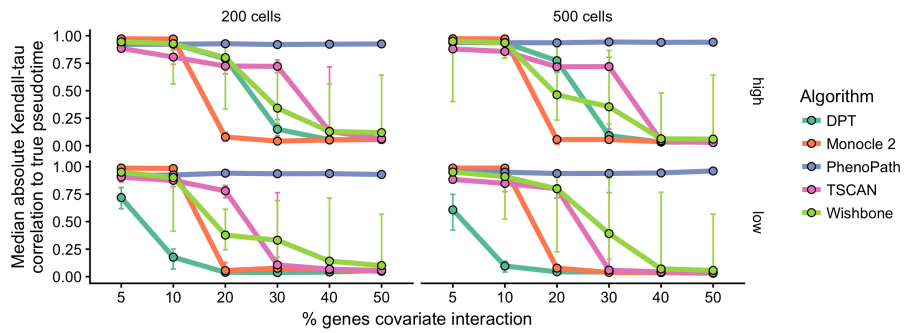 200 cells
500 cells
Median absolute Kendall-tau
correlation to true pseudotime
1.00
0.75
0.50
0.25
0.00
high
1.00
0.75
0.50
0.25
0.00
low
5 10 20 30 40 50
5 10 20 30 40 50
% genes covariate interaction
Algorithm
DPT
Monocle 2
PhenoPath
TSCAN
Wishbone